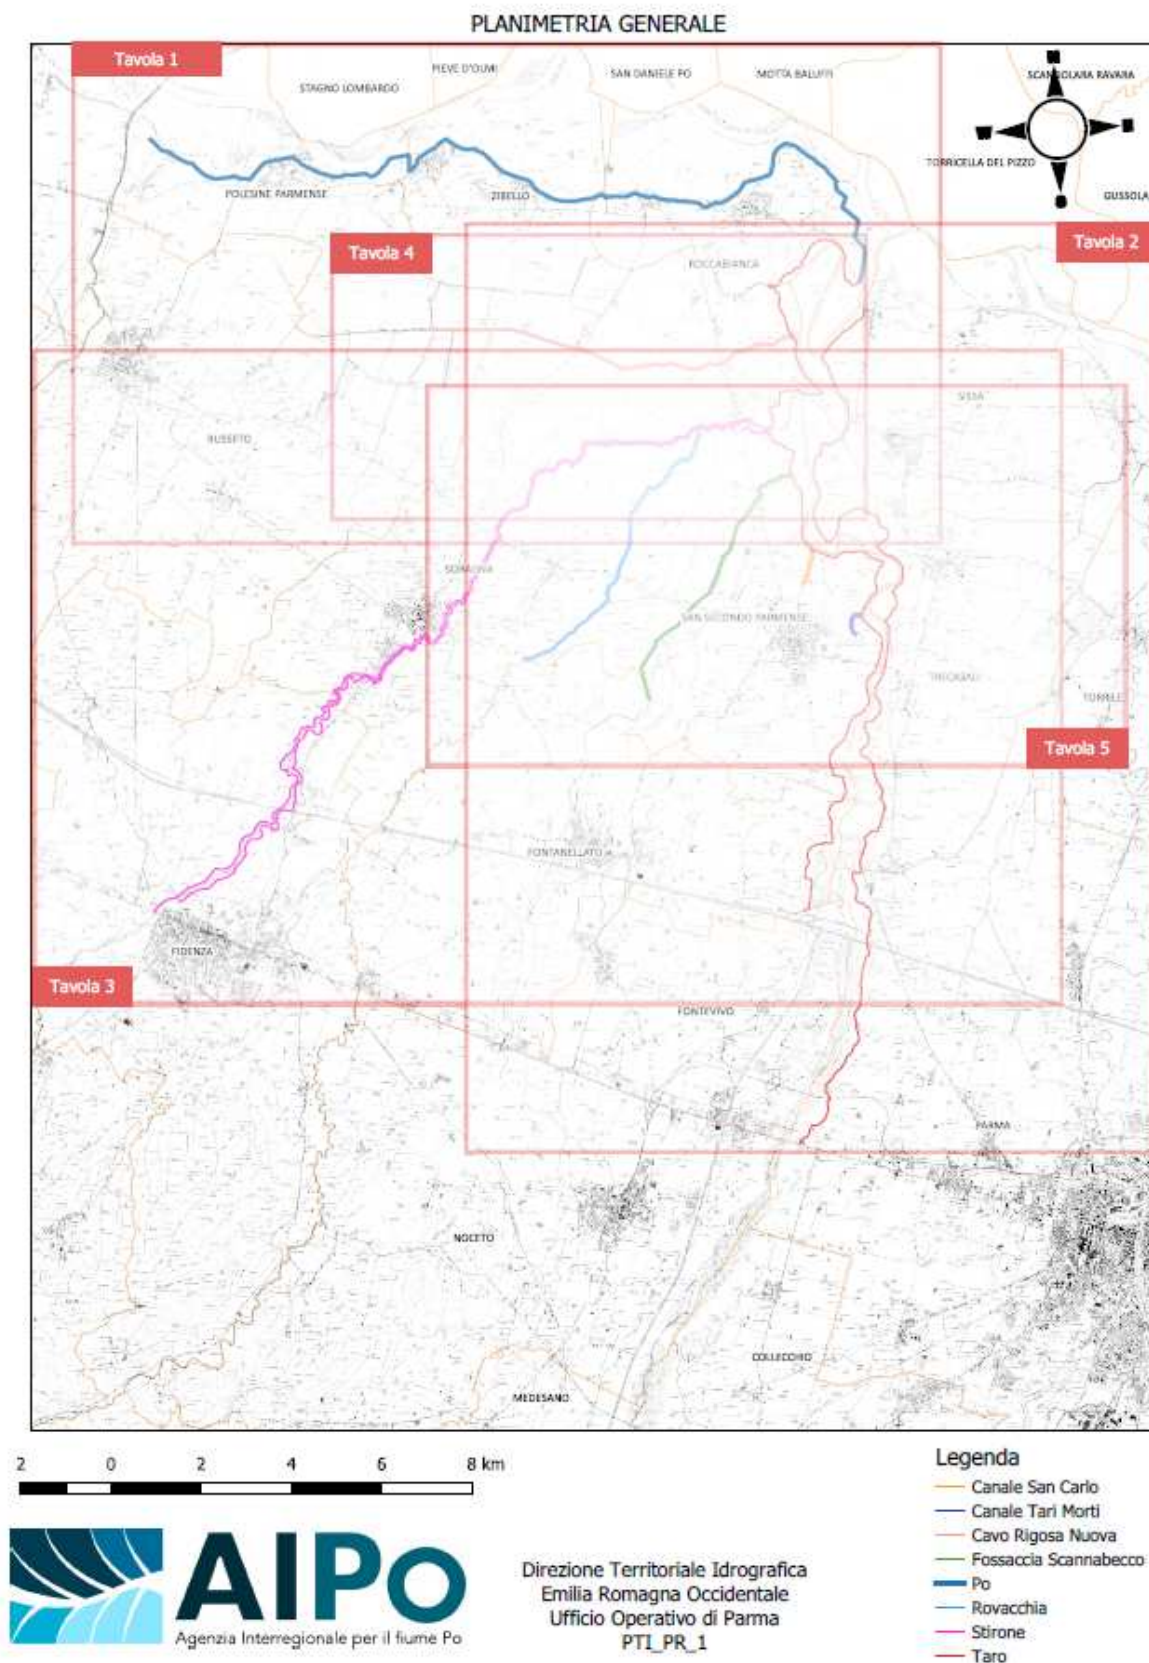 PLANIMETRIA GENERALE
Tavola 1
PIEVE D'OLMI
SAN DANIELE PO
MOTTA BALUFFI
SCANDOLARA RAVARA
STAGNO LOMBARDO
TORRICELLA DEL PIZZO
POLESINE PARMENSE
ZIBELLO
GUSSOLA
Tavola 4
Tavola 2
ROCCABIANCA
SISSA
BUSSETO
SORAGNA
SAN SECONDO PARMENSE
TRECASALI
TORRILE
Tavola 5
FONTANELLATO
FIDENZA
Tavola 3
FONTEVIVO
PARMA
NOCETO
COLLECCHIO
MEDESANO
2 0 2 4 6 8 km
Legenda
Canale San Carlo
Canale Tari Morti
Cavo Rigosa Nuova
Fossaccia Scannabecco
Po
Rovacchia
Stirone
Taro
AIPo
Agenzia Interregionale per il fiume Po
Direzione Territoriale Idrografica
Emilia Romagna Occidentale
Ufficio Operativo di Parma
PTI_PR_1